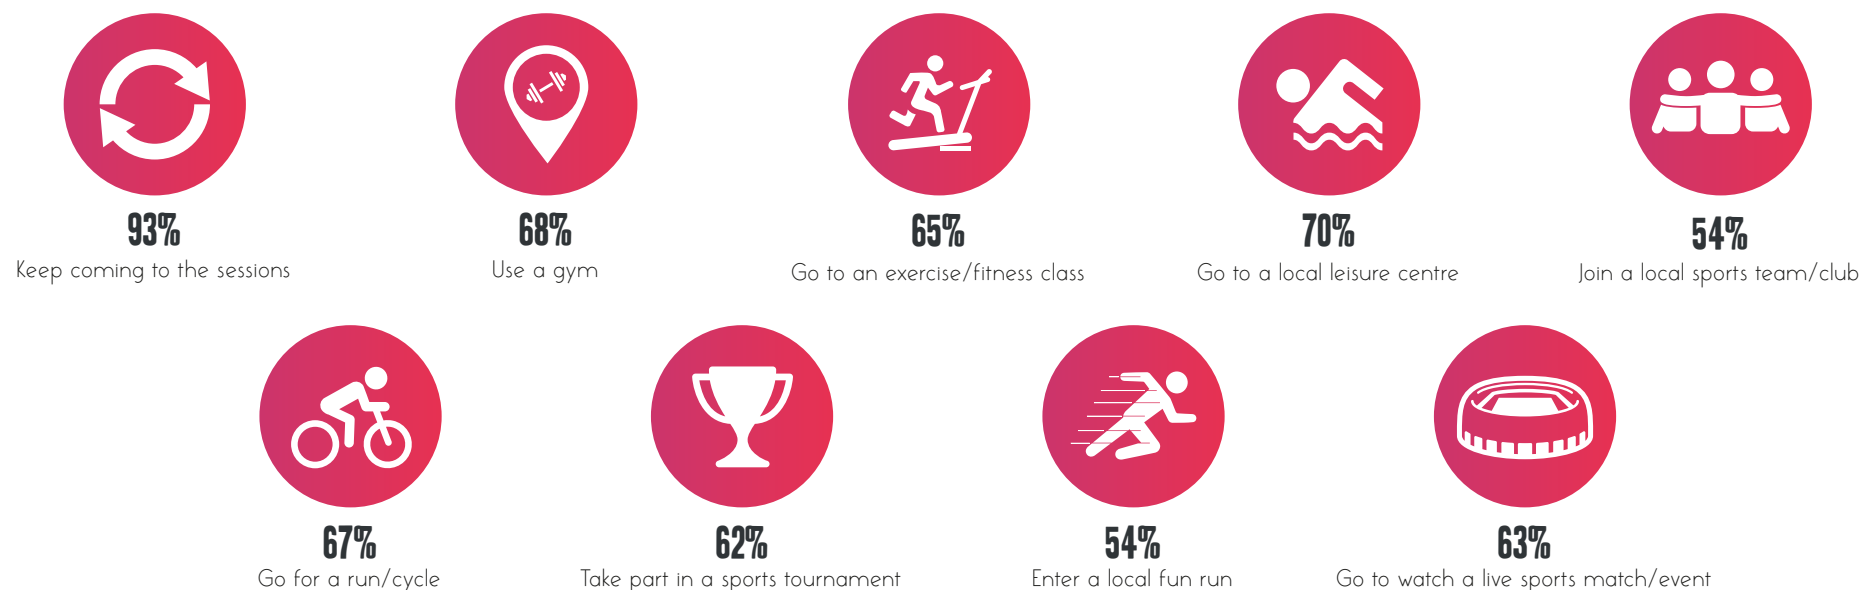 93%
Keep coming to the sessions
68%
Use a gym
65%
Go to an exercise/fitness class
70%
Go to a local leisure centre
54%
Join a local sports team/club
67%
Go for a run/cycle
62%
Take part in a sports tournament
54%
Enter a local fun run
63%
Go to watch a live sports match/event